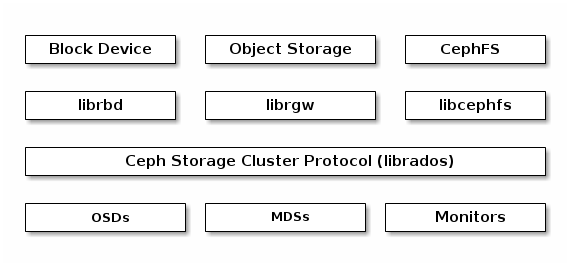 Block Device Object Storage CephFS
librbd librgw libcephfs
Ceph Storage Cluster Protocol (librados)
OSDs MDSs Monitors